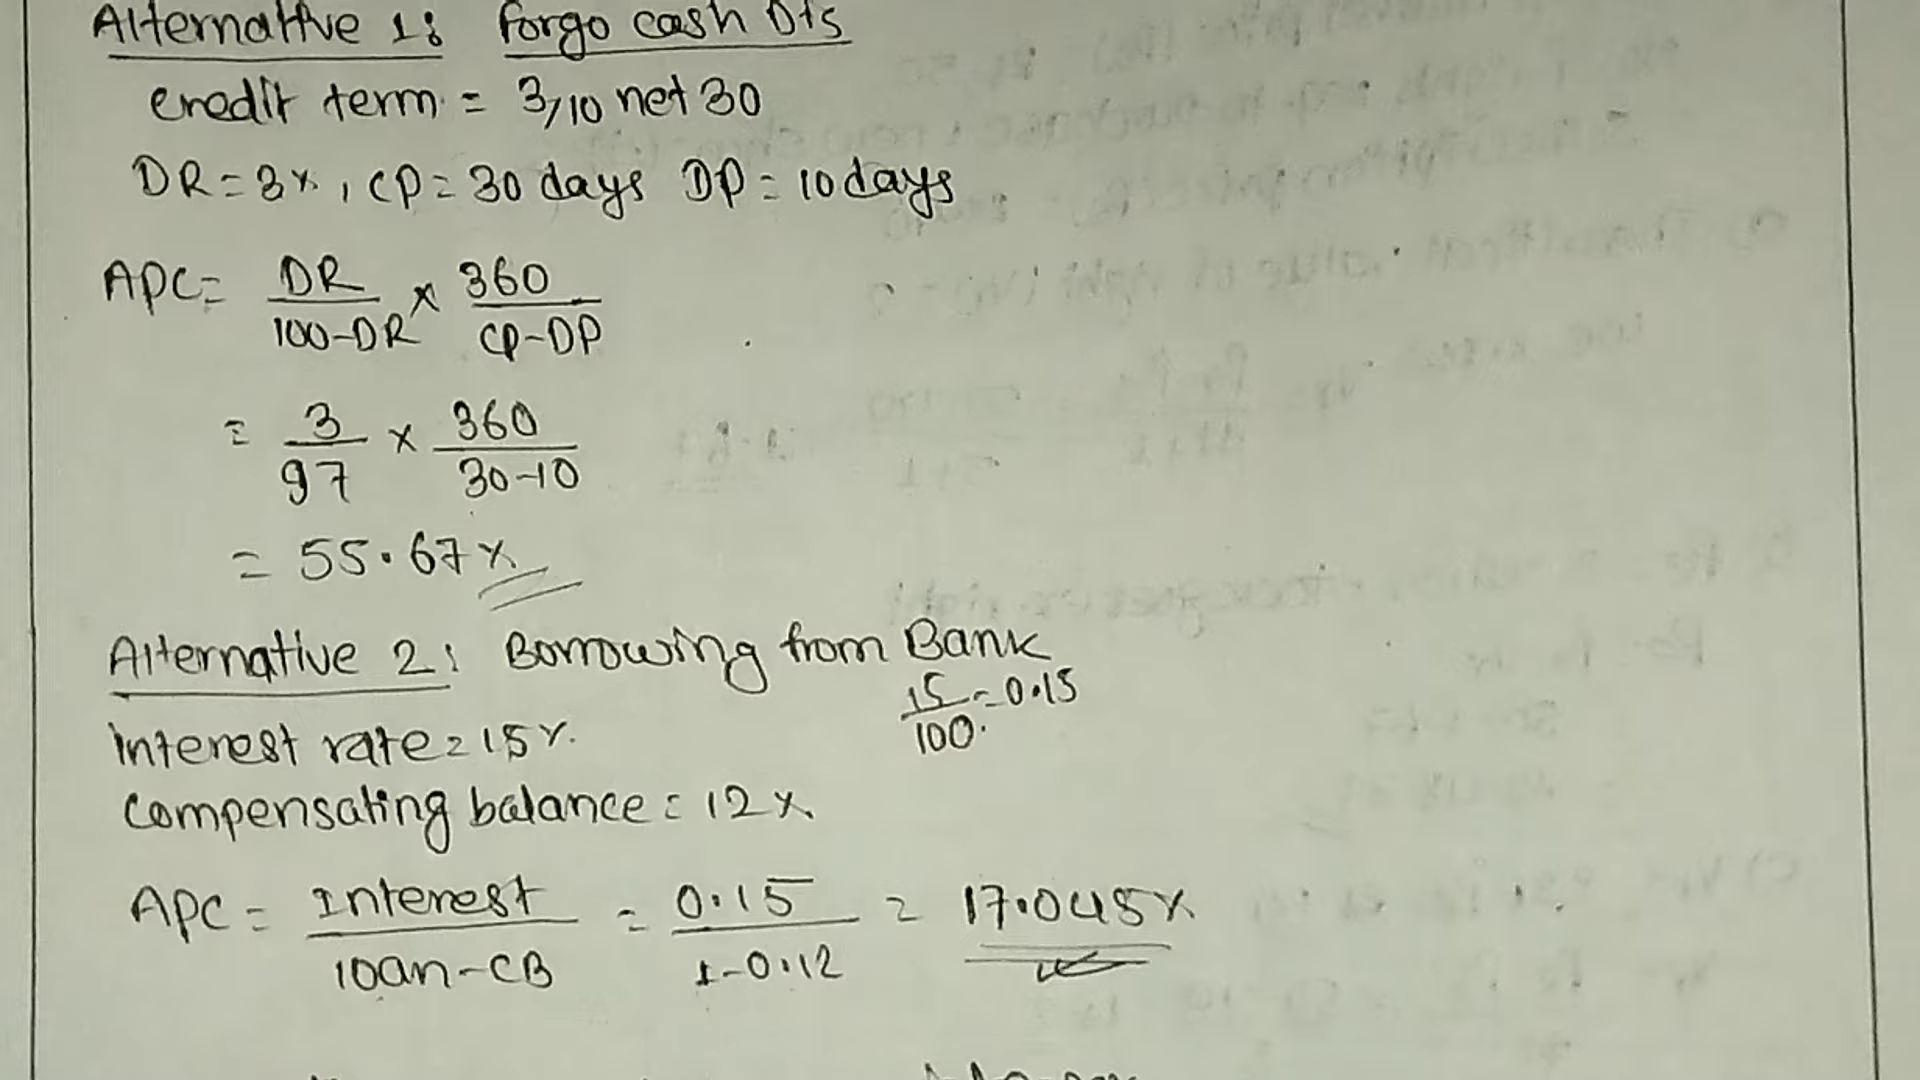 Alternative 1: Forgo cash Dis
credit term = 3/10 net 30
DR = 3%, CP = 30 days DP = 10 days
APC = DR/100-DR × 360/CP-DP
= 3/97 × 360/30-10
= 55.67%
Alternative 2: Borrowing from Bank
15/100 = 0.15
interest rate = 15%.
compensating balance = 12%
APC = Interest/loan-CB = 0.15/1-0.12 = 17.045%